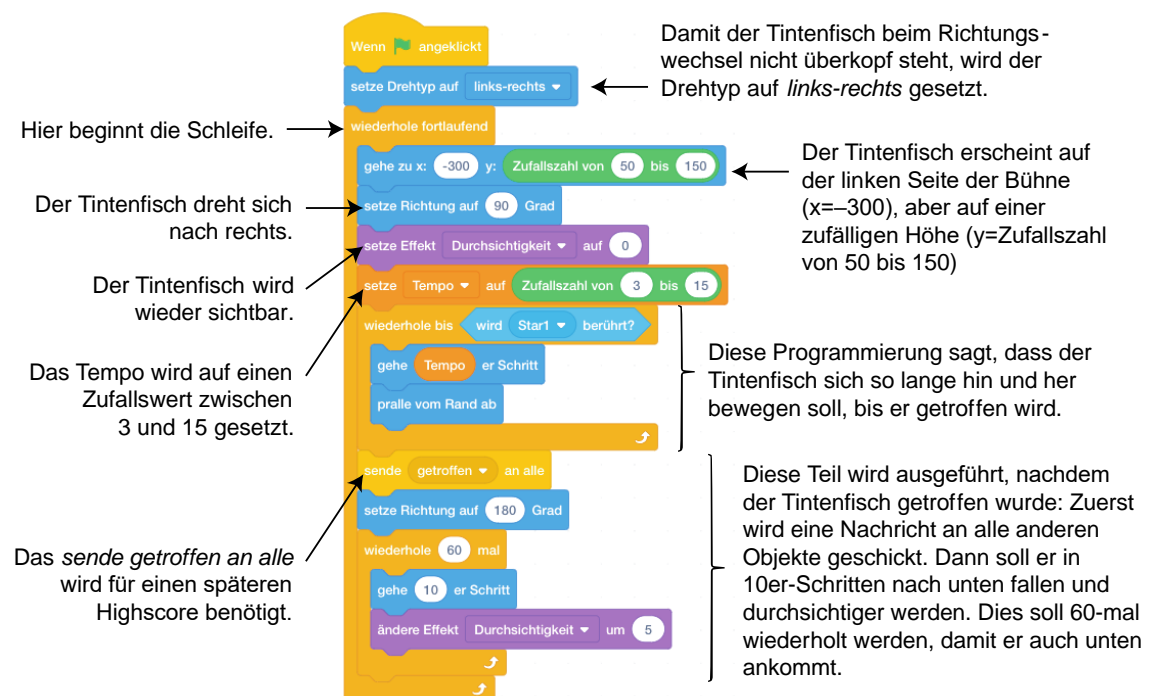 Wenn angeklickt
setze Drehtyp auf links-rechts
Damit der Tintenfisch beim Richtungs-
wechsel nicht überkopf steht, wird der
Drehtyp auf links-rechts gesetzt.
Hier beginnt die Schleife.
wiederhole fortlaufend
gehe zu x: -300 y: Zufallszahl von 50 bis 150
Der Tintenfisch erscheint auf
der linken Seite der Bühne
(x=–300), aber auf einer
zufälligen Höhe (y=Zufallszahl
von 50 bis 150)
Der Tintenfisch dreht sich
nach rechts.
setze Richtung auf 90 Grad
Der Tintenfisch wird
wieder sichtbar.
setze Effekt Durchsichtigkeit auf 0
Das Tempo wird auf einen
Zufallswert zwischen
3 und 15 gesetzt.
setze Tempo auf Zufallszahl von 3 bis 15
wiederhole bis wird Star1 berührt?
gehe Tempo er Schritt
pralle vom Rand ab
Diese Programmierung sagt, dass der
Tintenfisch sich so lange hin und her
bewegen soll, bis er getroffen wird.
sende getroffen an alle
Das sende getroffen an alle
wird für einen späteren
Highscore benötigt.
setze Richtung auf 180 Grad
wiederhole 60 mal
gehe 10 er Schritt
ändere Effekt Durchsichtigkeit um 5
Diese Teil wird ausgeführt, nachdem
der Tintenfisch getroffen wurde: Zuerst
wird eine Nachricht an alle anderen
Objekte geschickt. Dann soll er in
10er-Schritten nach unten fallen und
durchsichtiger werden. Dies soll 60-mal
wiederholt werden, damit er auch unten
ankommt.